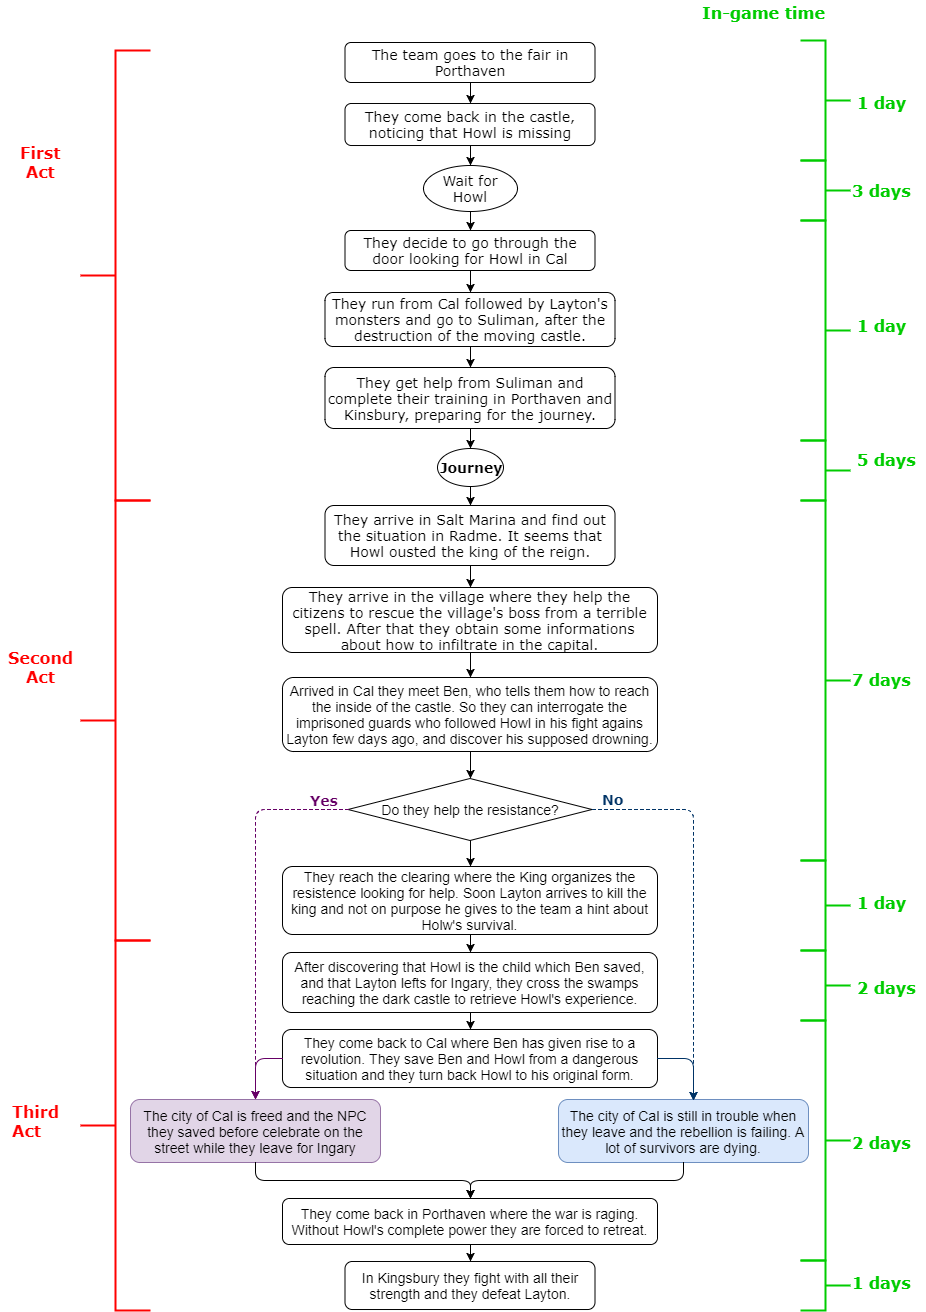 In-game time
The team goes to the fair in
Porthaven
1 day
They come back in the castle,
noticing that Howl is missing
First
Act
Wait for
Howl
3 days
They decide to go through the
door looking for Howl in Cal
They run from Cal followed by Layton's
monsters and go to Suliman, after the
destruction of the moving castle.
1 day
They get help from Suliman and
complete their training in Porthaven and
Kinsbury, preparing for the journey.
Journey
5 days
They arrive in Salt Marina and find out
the situation in Radme. It seems that
Howl ousted the king of the reign.
They arrive in the village where they help the
citizens to rescue the village's boss from a terrible
spell. After that they obtain some informations
about how to infiltrate in the capital.
Second
Act
7 days
Arrived in Cal they meet Ben, who tells them how to reach
the inside of the castle. So they can interrogate the
imprisoned guards who followed Howl in his fight agains
Layton few days ago, and discover his supposed drowning.
Yes
Do they help the resistance?
No
They reach the clearing where the King organizes the
resistence looking for help. Soon Layton arrives to kill the
king and not on purpose he gives to the team a hint about
Holw's survival.
1 day
After discovering that Howl is the child which Ben saved,
and that Layton lefts for Ingary, they cross the swamps
reaching the dark castle to retrieve Howl's experience.
2 days
They come back to Cal where Ben has given rise to a
revolution. They save Ben and Howl from a dangerous
situation and they turn back Howl to his original form.
Third
Act
The city of Cal is freed and the NPC
they saved before celebrate on the
street while they leave for Ingary
The city of Cal is still in trouble when
they leave and the rebellion is failing. A
lot of survivors are dying.
2 days
They come back in Porthaven where the war is raging.
Without Howl's complete power they are forced to retreat.
In Kingsbury they fight with all their
strength and they defeat Layton.
1 days